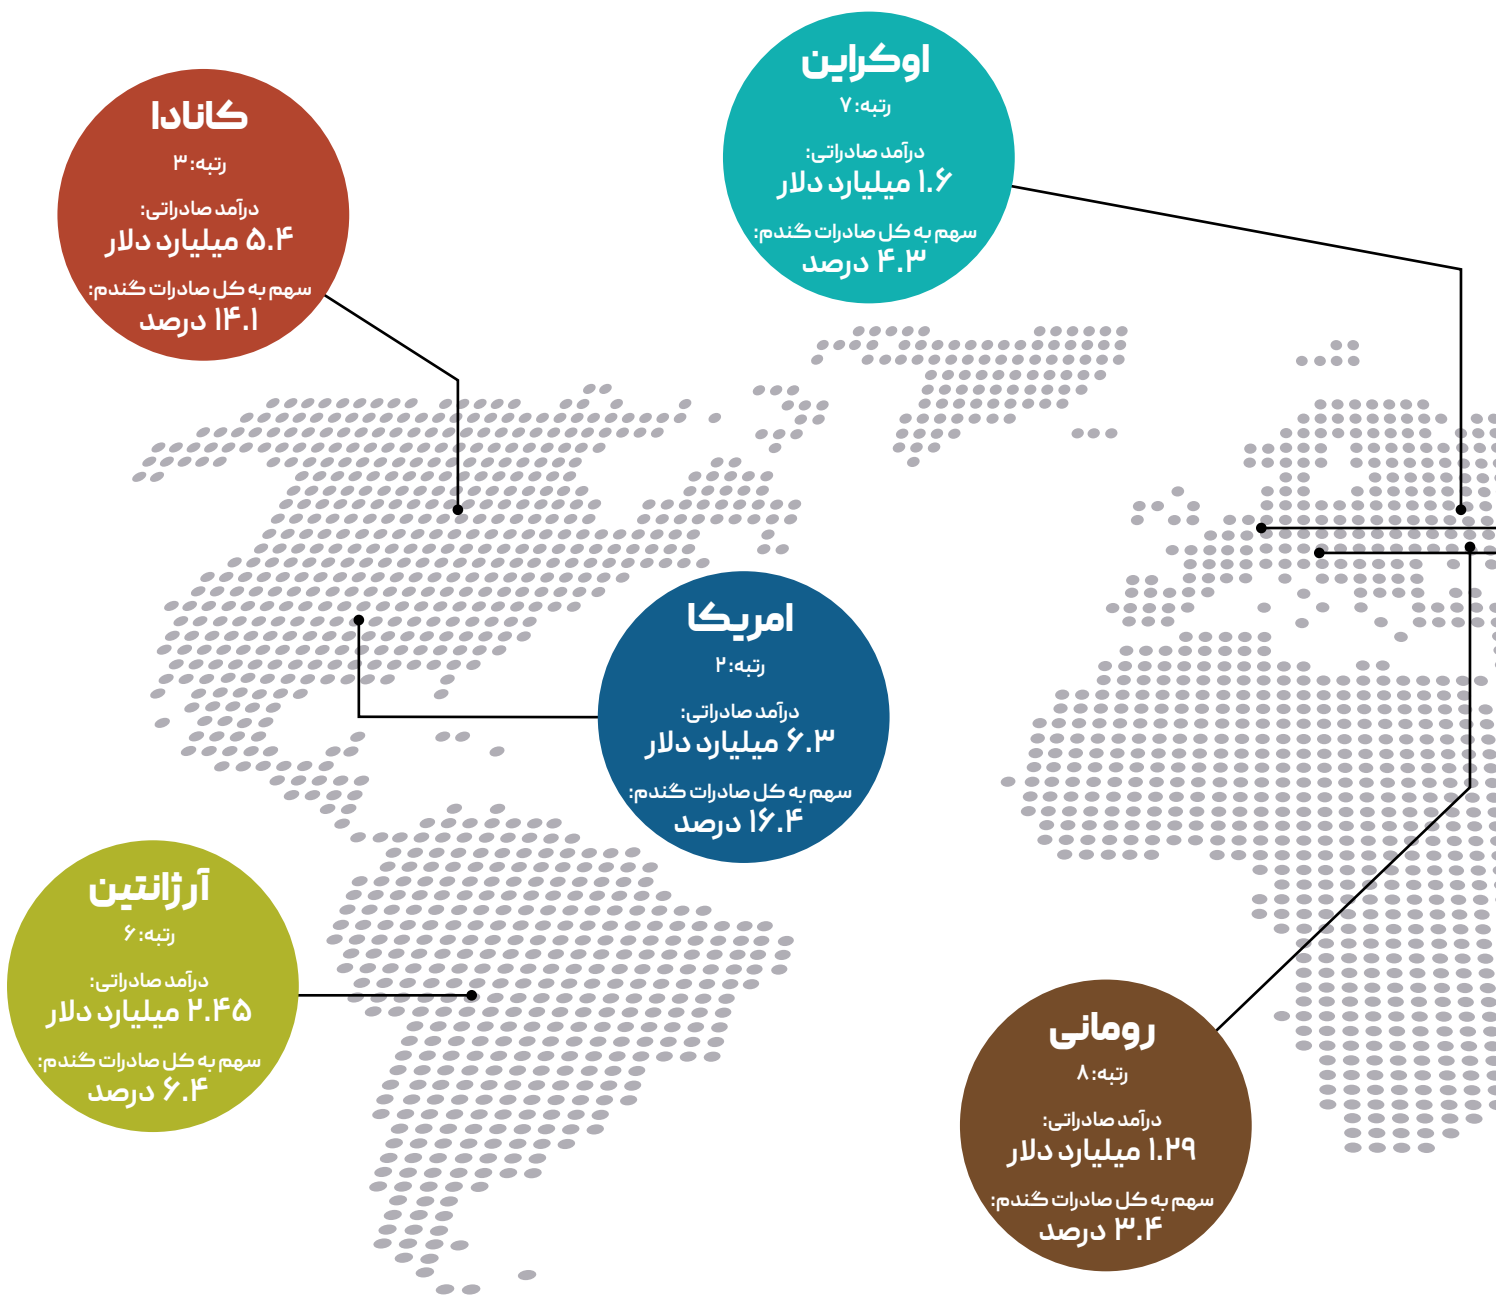 اوکراین
رتبه: ۷
درآمد صادراتی:
۱.۶ میلیارد دلار
سهم به کل صادرات گندم:
۴.۳ درصد
کانادا
رتبه: ۳
درآمد صادراتی:
۵.۴ میلیارد دلار
سهم به کل صادرات گندم:
۱۴.۱ درصد
امریکا
رتبه: ۲
درآمد صادراتی:
۶.۳ میلیارد دلار
سهم به کل صادرات گندم:
۱۶.۴ درصد
آرژانتین
رتبه: ۶
درآمد صادراتی:
۲.۴۵ میلیارد دلار
سهم به کل صادرات گندم:
۶.۴ درصد
رومانی
رتبه: ۸
درآمد صادراتی:
۱.۲۹ میلیارد دلار
سهم به کل صادرات گندم:
۳.۴ درصد